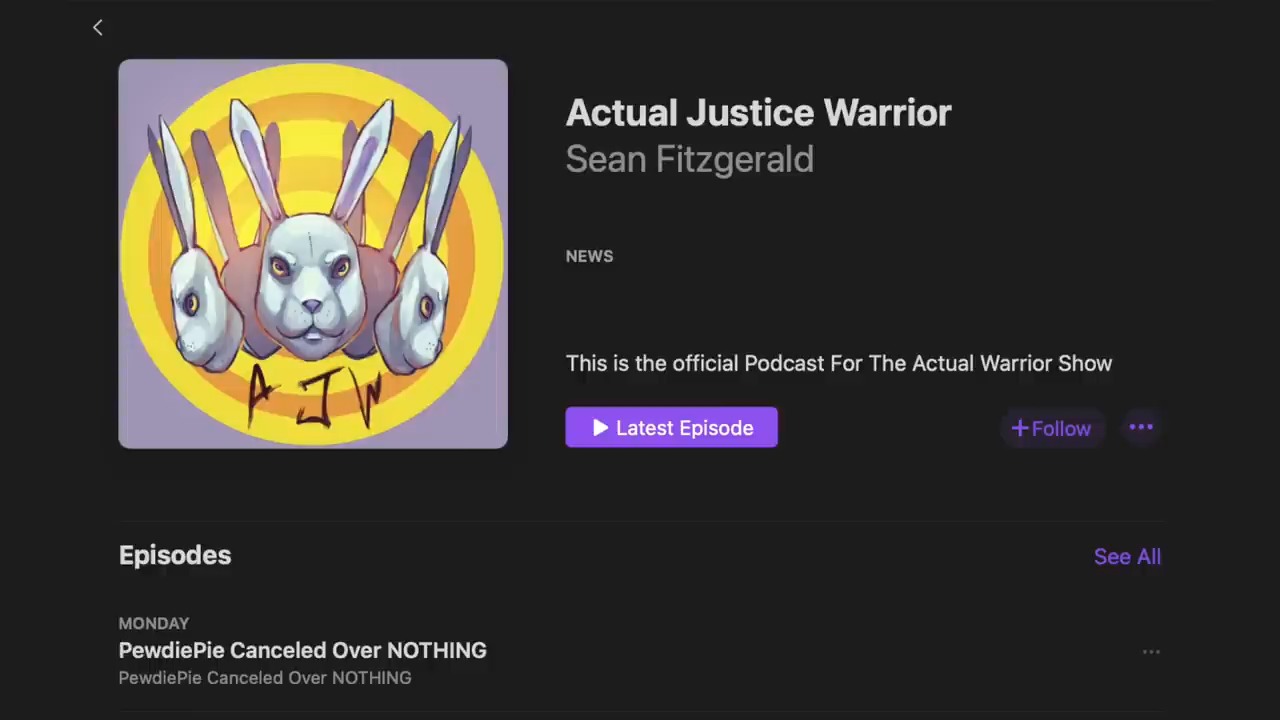 Actual Justice Warrior
Sean Fitzgerald
NEWS
This is the official Podcast For The Actual Warrior Show
Latest Episode
+Follow
AJW
Episodes
See All
MONDAY
PewdiePie Canceled Over NOTHING
PewdiePie Canceled Over NOTHING